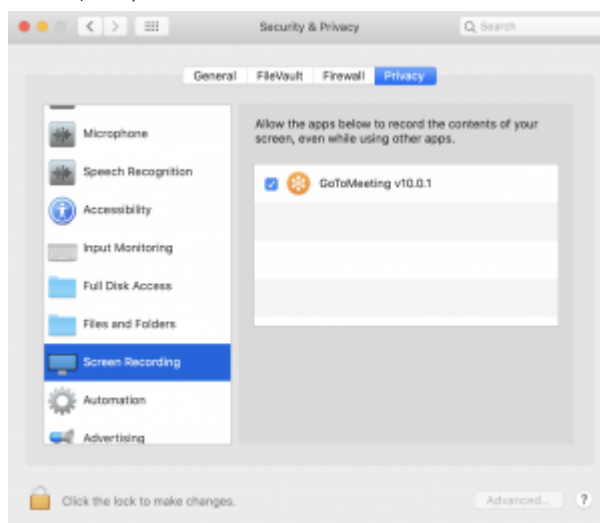 Security & Privacy
Search
General
FileVault
Firewall
Privacy
Microphone
Speech Recognition
Accessibility
Input Monitoring
Full Disk Access
Files and Folders
Screen Recording
Automation
Advertising
Allow the apps below to record the contents of your
screen, even while using other apps.
GoToMeeting v10.0.1
Click the lock to make changes.
Advanced...
?